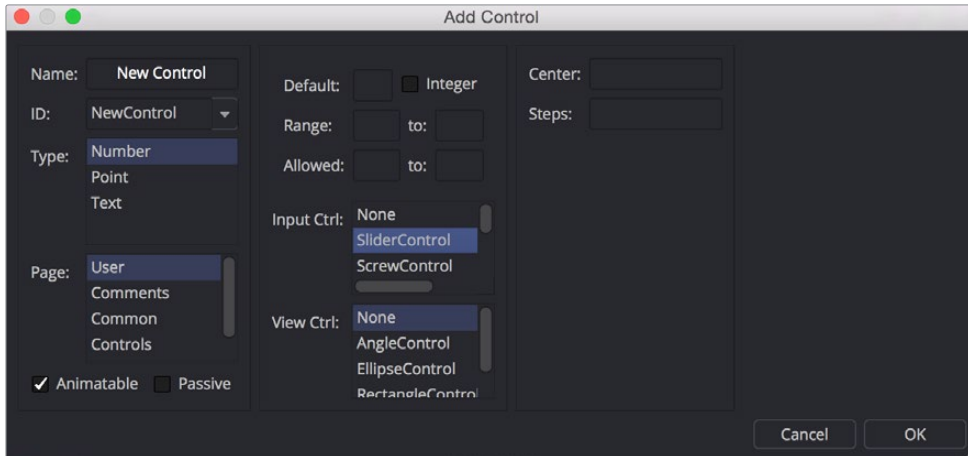 Add Control
Name: New Control
ID: NewControl
Type: Number
Point
Text
Page: User
Comments
Common
Controls
Animatable Passive
Default: Integer
Range: to:
Allowed: to:
Input Ctrl: None
SliderControl
ScrewControl
View Ctrl: None
AngleControl
EllipseControl
RectangleControl
Center:
Steps:
Cancel OK